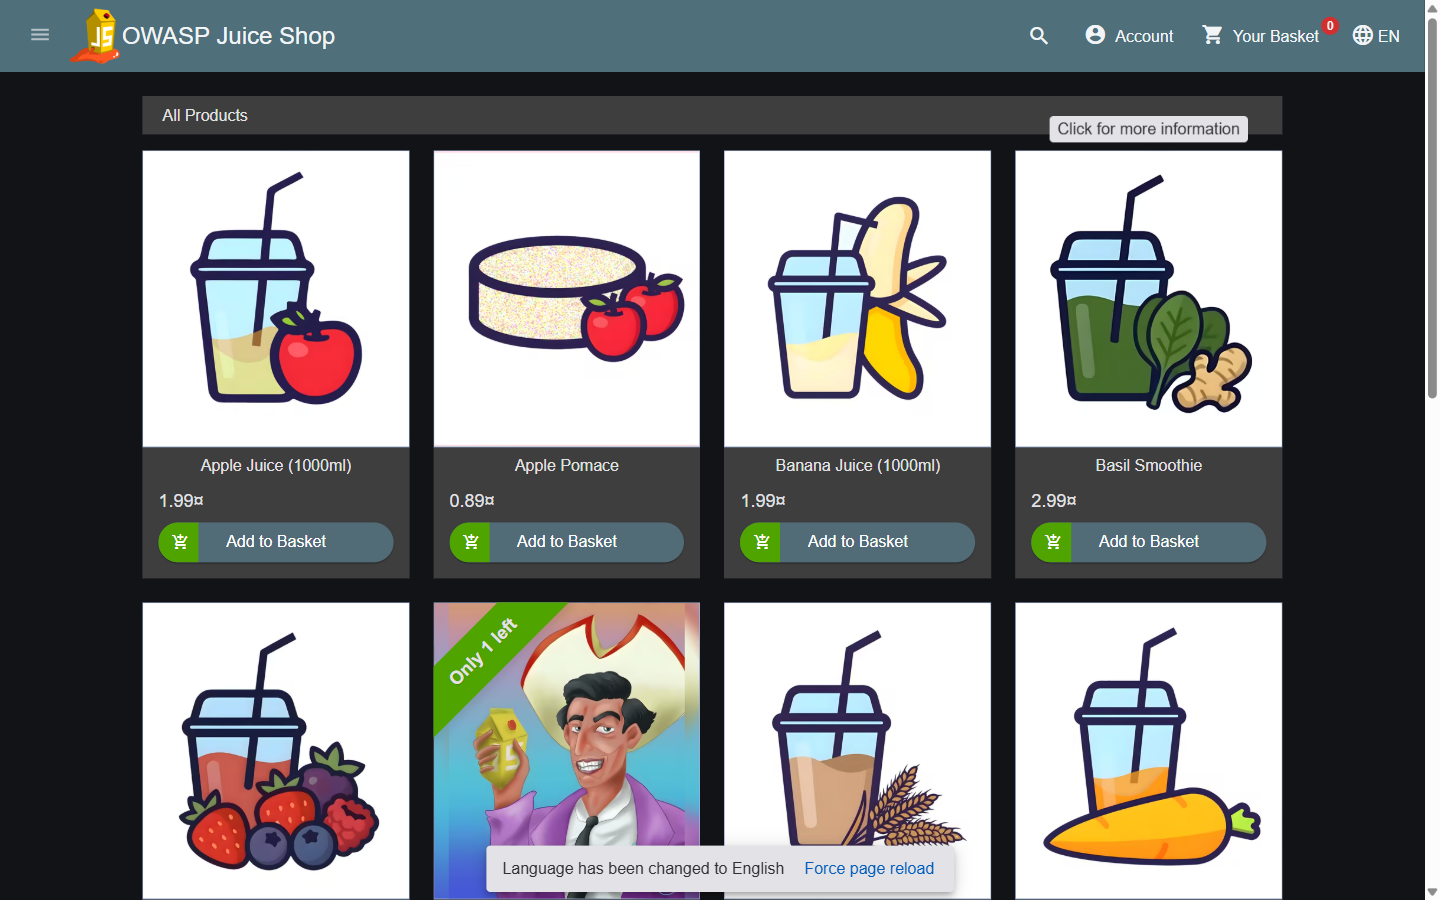 OWASP Juice Shop
Account
Your Basket
0
EN
All Products
Click for more information
Apple Juice (1000ml)
1.99¤
Add to Basket
Apple Pomace
0.89¤
Add to Basket
Banana Juice (1000ml)
1.99¤
Add to Basket
Basil Smoothie
2.99¤
Add to Basket
Only 1 left
Language has been changed to English
Force page reload